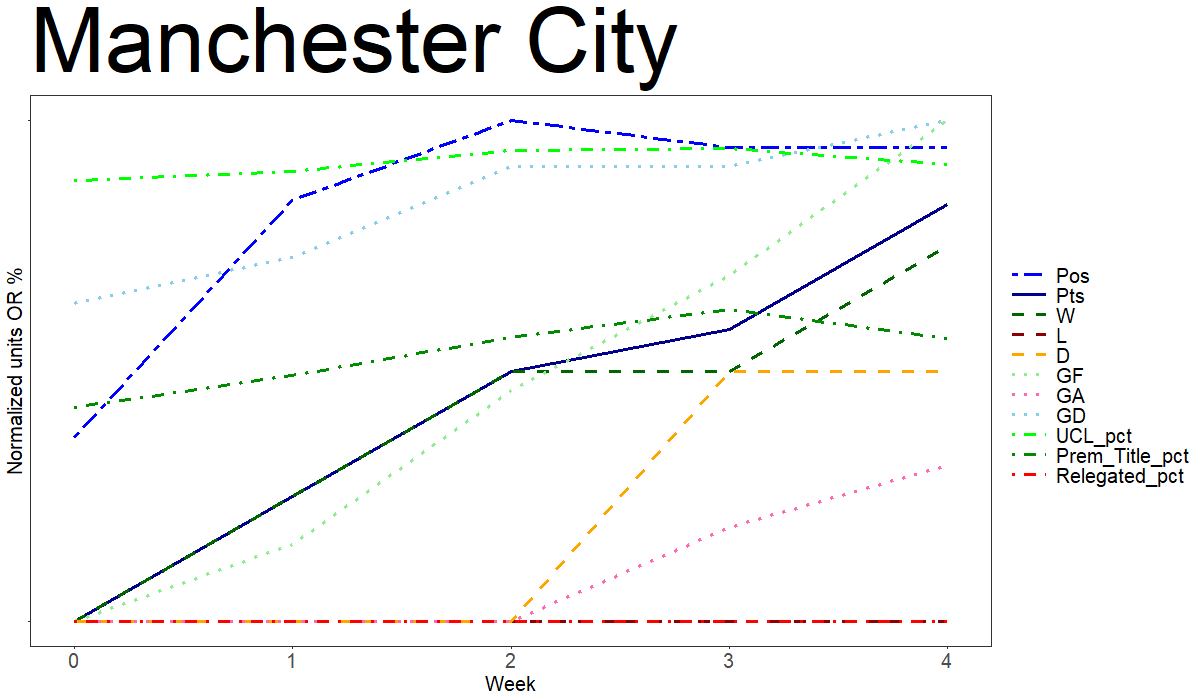 Manchester City
Normalized units OR %
0 1 2 3 4
Week
Pos
Pts
W
L
D
GF
GA
GD
UCL_pct
Prem_Title_pct
Relegated_pct